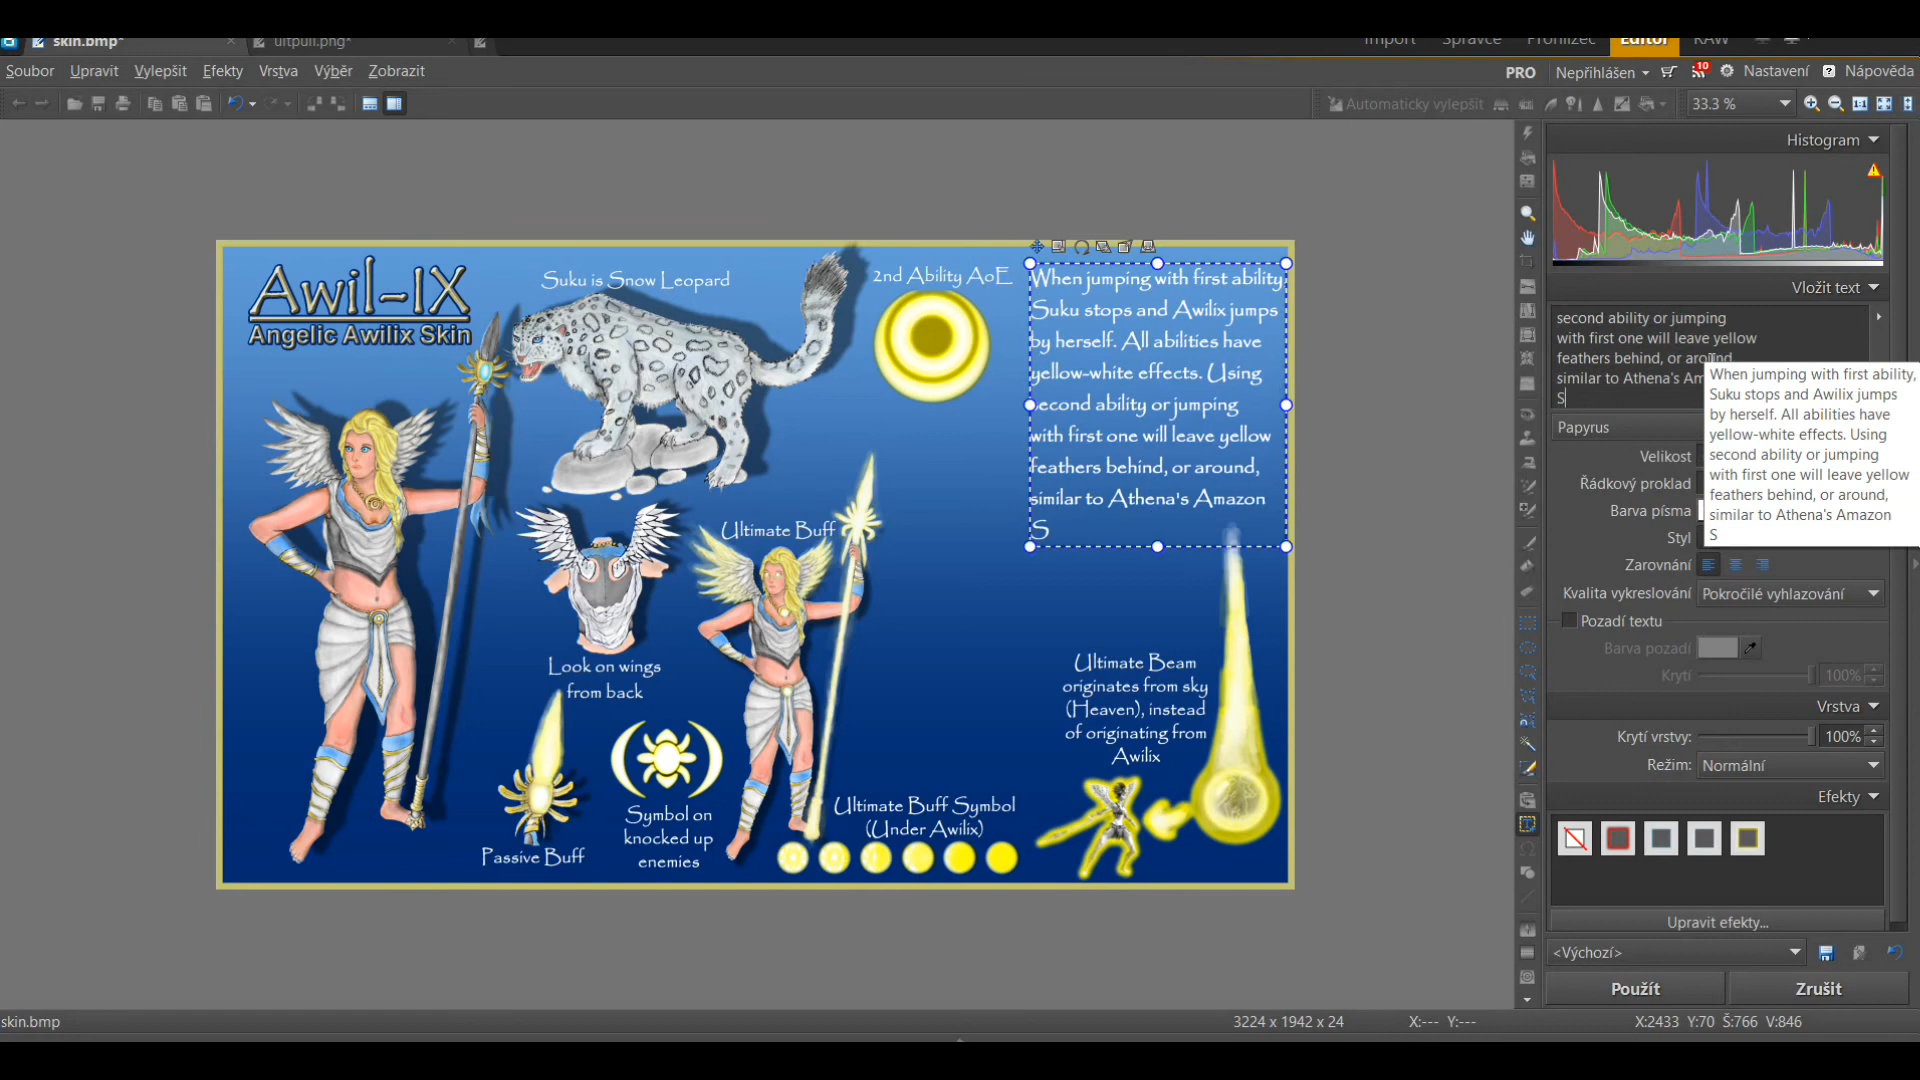 skin.bmp*
ultpull.png*
Import
Správce
Prohlížeč
Editor
RAW
Soubor
Upravit
Vylepšit
Efekty
Vrstva
Výběr
Zobrazit
PRO
Nepřihlášen
10
Nastavení
Nápověda
Automaticky vylepšit
33.3 %
1:1
Histogram
Vložit text
second ability or jumping
with first one will leave yellow
feathers behind, or around,
similar to Athena's Am
S
When jumping with first ability,
Suku stops and Awilix jumps
by herself. All abilities have
yellow-white effects. Using
second ability or jumping
with first one will leave yellow
feathers behind, or around,
similar to Athena's Amazon
S
Papyrus
Velikost
Řádkový proklad
Barva písma
Styl
Zarovnání
Kvalita vykreslování
Pokročilé vyhlazování
Pozadí textu
Barva pozadí
Krytí
100%
Vrstva
Krytí vrstvy:
100%
Režim:
Normální
Efekty
Upravit efekty...
<Výchozí>
Použít
Zrušit
Awil-IX
Angelic Awilix Skin
Suku is Snow Leopard
2nd Ability AoE
When jumping with first ability
Suku stops and Awilix jumps
by herself. All abilities have
yellow-white effects. Using
second ability or jumping
with first one will leave yellow
feathers behind, or around,
similar to Athena's Amazon
S
Ultimate Buff
Look on wings
from back
Ultimate Beam
originates from sky
(Heaven), instead
of originating from
Awilix
Passive Buff
Symbol on
knocked up
enemies
Ultimate Buff Symbol
(Under Awilix)
skin.bmp
3224 x 1942 x 24
X:--- Y:---
X:2433 Y:70 Š:766 V:846